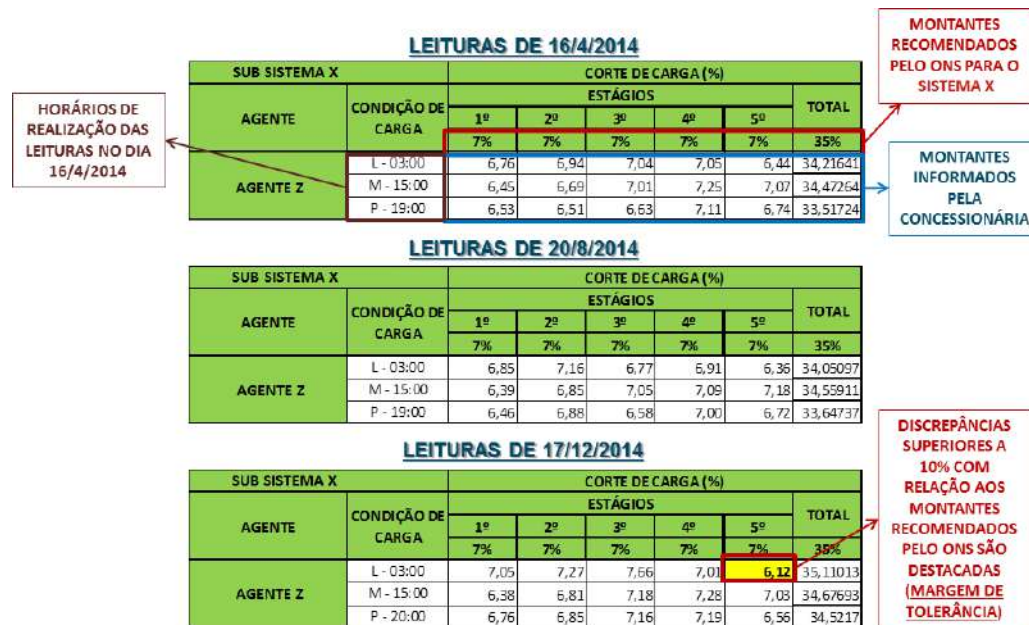 LEITURAS DE 16/4/2014
MONTANTES
RECOMENDADOS
PELO ONS PARA O
SISTEMA X
SUB SISTEMA X CORTE DE CARGA (%)
AGENTE CONDIÇÃO DE CARGA ESTÁGIOS TOTAL
1º 2º 3º 4º 5º
7% 7% 7% 7% 7% 35%
HORÁRIOS DE
REALIZAÇÃO DAS
LEITURAS NO DIA
16/4/2014
AGENTE Z
L - 03:00 6,76 6,94 7,04 7,05 6,44 34,21641
M - 15:00 6,45 6,69 7,01 7,25 7,07 34,47264
P - 19:00 6,53 6,51 6,63 7,11 6,74 33,51724
MONTANTES
INFORMADOS
PELA
CONCESSIONÁRIA
LEITURAS DE 20/8/2014
SUB SISTEMA X CORTE DE CARGA (%)
AGENTE CONDIÇÃO DE CARGA ESTÁGIOS TOTAL
1º 2º 3º 4º 5º
7% 7% 7% 7% 7% 35%
AGENTE Z
L - 03:00 6,85 7,16 6,77 6,91 6,36 34,05097
M - 15:00 6,39 6,85 7,05 7,09 7,18 34,55911
P - 19:00 6,46 6,88 6,58 7,00 6,72 33,64737
LEITURAS DE 17/12/2014
SUB SISTEMA X CORTE DE CARGA (%)
AGENTE CONDIÇÃO DE CARGA ESTÁGIOS TOTAL
1º 2º 3º 4º 5º
7% 7% 7% 7% 7% 35%
AGENTE Z
L - 03:00 7,05 7,27 7,66 7,01 6,12 35,11013
M - 15:00 6,38 6,81 7,18 7,28 7,03 34,67693
P - 20:00 6,76 6,85 7,16 7,19 6,56 34,5217
DISCREPÂNCIAS
SUPERIORES A
10% COM
RELAÇÃO AOS
MONTANTES
RECOMENDADOS
PELO ONS SÃO
DESTACADAS
(MARGEM DE
TOLERÂNCIA)